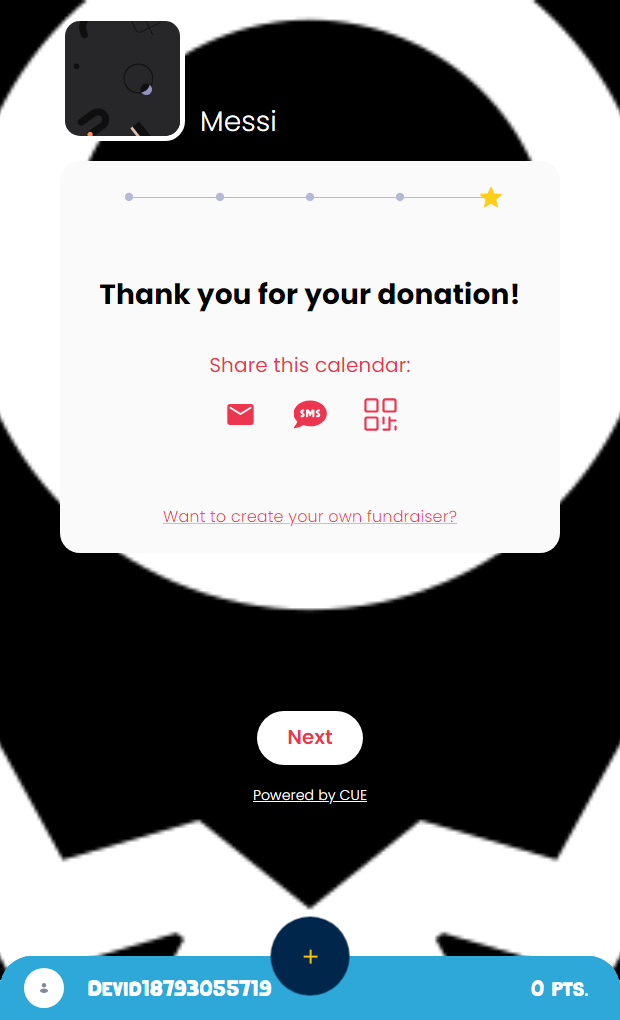 Messi
Thank you for your donation!
Share this calendar:
SMS
Want to create your own fundraiser?
Next
Powered by CUE
+
Devid18793055719
0 pts.